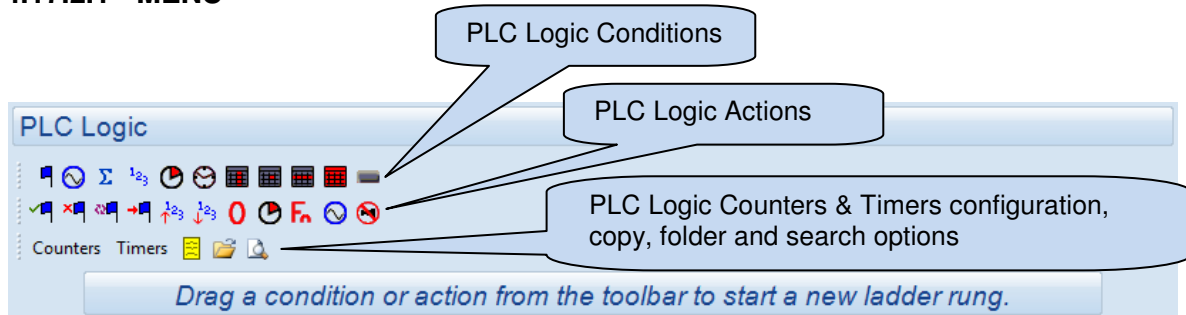 PLC Logic Conditions
PLC Logic Actions
PLC Logic
PLC Logic Counters & Timers configuration,
copy, folder and search options
Counters Timers
Drag a condition or action from the toolbar to start a new ladder rung.